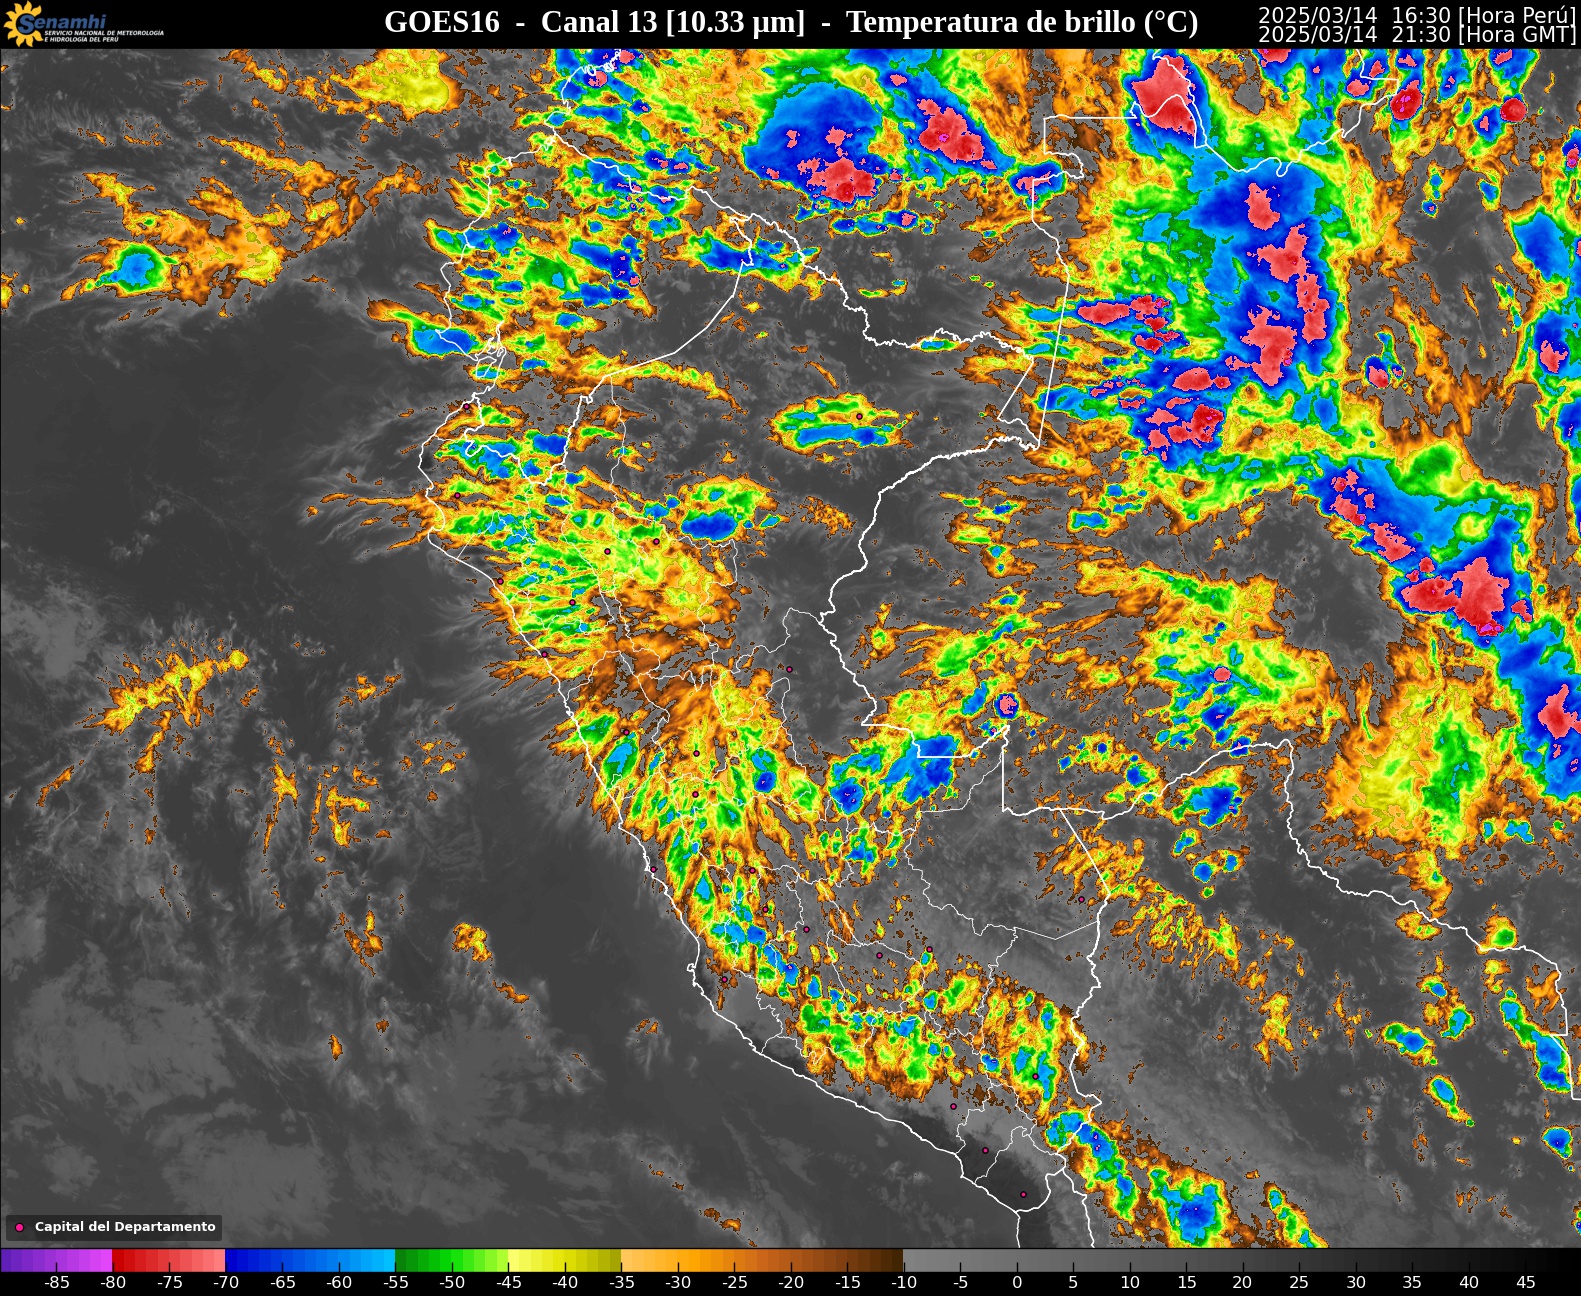 Senamhi
SERVICIO NACIONAL DE METEOROLOGÍA
E HIDROLOGÍA DEL PERÚ
GOES16 - Canal 13 [10.33 µm] - Temperatura de brillo (°C)
2025/03/14 16:30 [Hora Perú]
2025/03/14 21:30 [Hora GMT]
Capital del Departamento
-85 -80 -75 -70 -65 -60 -55 -50 -45 -40 -35 -30 -25 -20 -15 -10 -5 0 5 10 15 20 25 30 35 40 45